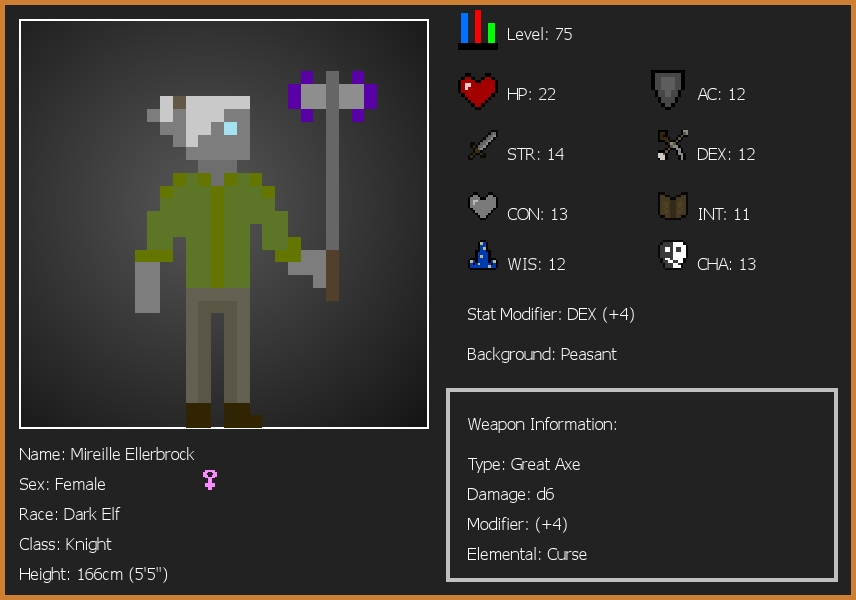 Level: 75
HP: 22
AC: 12
STR: 14
DEX: 12
CON: 13
INT: 11
WIS: 12
CHA: 13
Stat Modifier: DEX (+4)
Background: Peasant
Weapon Information:
Type: Great Axe
Damage: d6
Modifier: (+4)
Elemental: Curse
Name: Mireille Ellerbrock
Sex: Female
Race: Dark Elf
Class: Knight
Height: 166cm (5'5")